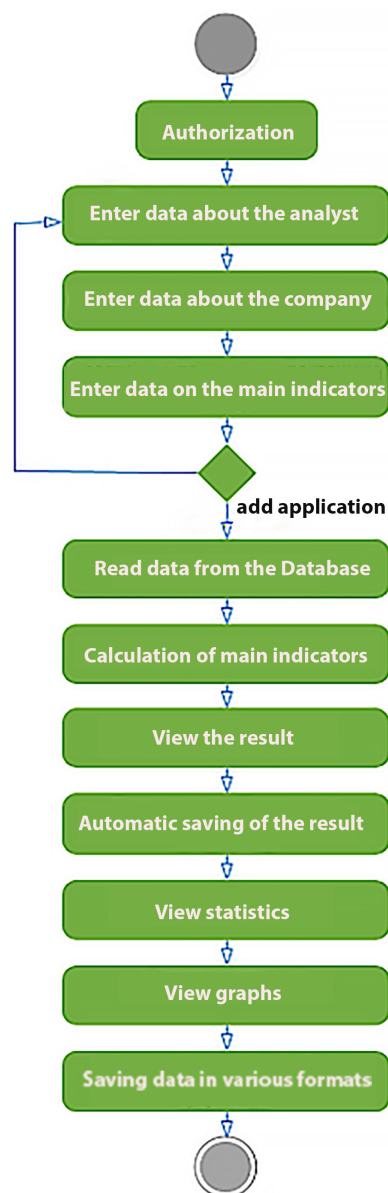 Authorization
Enter data about the analyst
Enter data about the company
Enter data on the main indicators
add application
Read data from the Database
Calculation of main indicators
View the result
Automatic saving of the result
View statistics
View graphs
Saving data in various formats